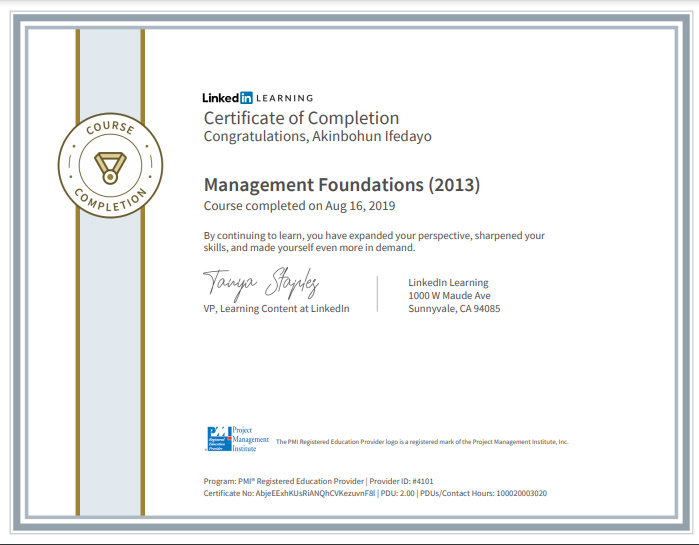 LinkedIn LEARNING
Certificate of Completion
Congratulations, Akinbohun Ifedayo
COURSE
COMPLETION
Management Foundations (2013)
Course completed on Aug 16, 2019
By continuing to learn, you have expanded your perspective, sharpened your
skills, and made yourself even more in demand.
Tanya Staples
VP, Learning Content at LinkedIn
LinkedIn Learning
1000 W Maude Ave
Sunnyvale, CA 94085
PMI
Registered
Education
Provider
Project
Management
Institute
The PMI Registered Education Provider logo is a registered mark of the Project Management Institute, Inc.
Program: PMI® Registered Education Provider | Provider ID: #4101
Certificate No: AbjeEExhKUsRiANQhCVKezuvnF8l | PDU: 2.00 | PDUs/Contact Hours: 100020003020